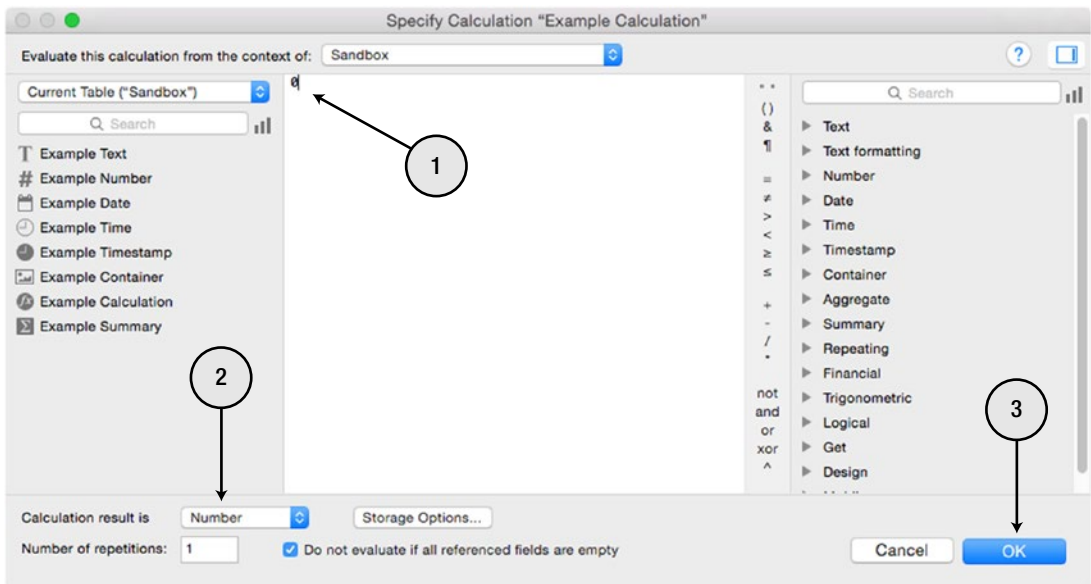 Specify Calculation “Example Calculation”
Evaluate this calculation from the context of: Sandbox
?
Current Table (“Sandbox”)
Search
Example Text
Example Number
Example Date
Example Time
Example Timestamp
Example Container
Example Calculation
Example Summary
0
1
2
3
" "
()
&
¶
=
≠
>
<
≥
≤
+
-
/
*
not
and
or
xor
^
Search
Text
Text formatting
Number
Date
Time
Timestamp
Container
Aggregate
Summary
Repeating
Financial
Trigonometric
Logical
Get
Design
Calculation result is Number Storage Options...
Number of repetitions: 1 Do not evaluate if all referenced fields are empty
Cancel OK